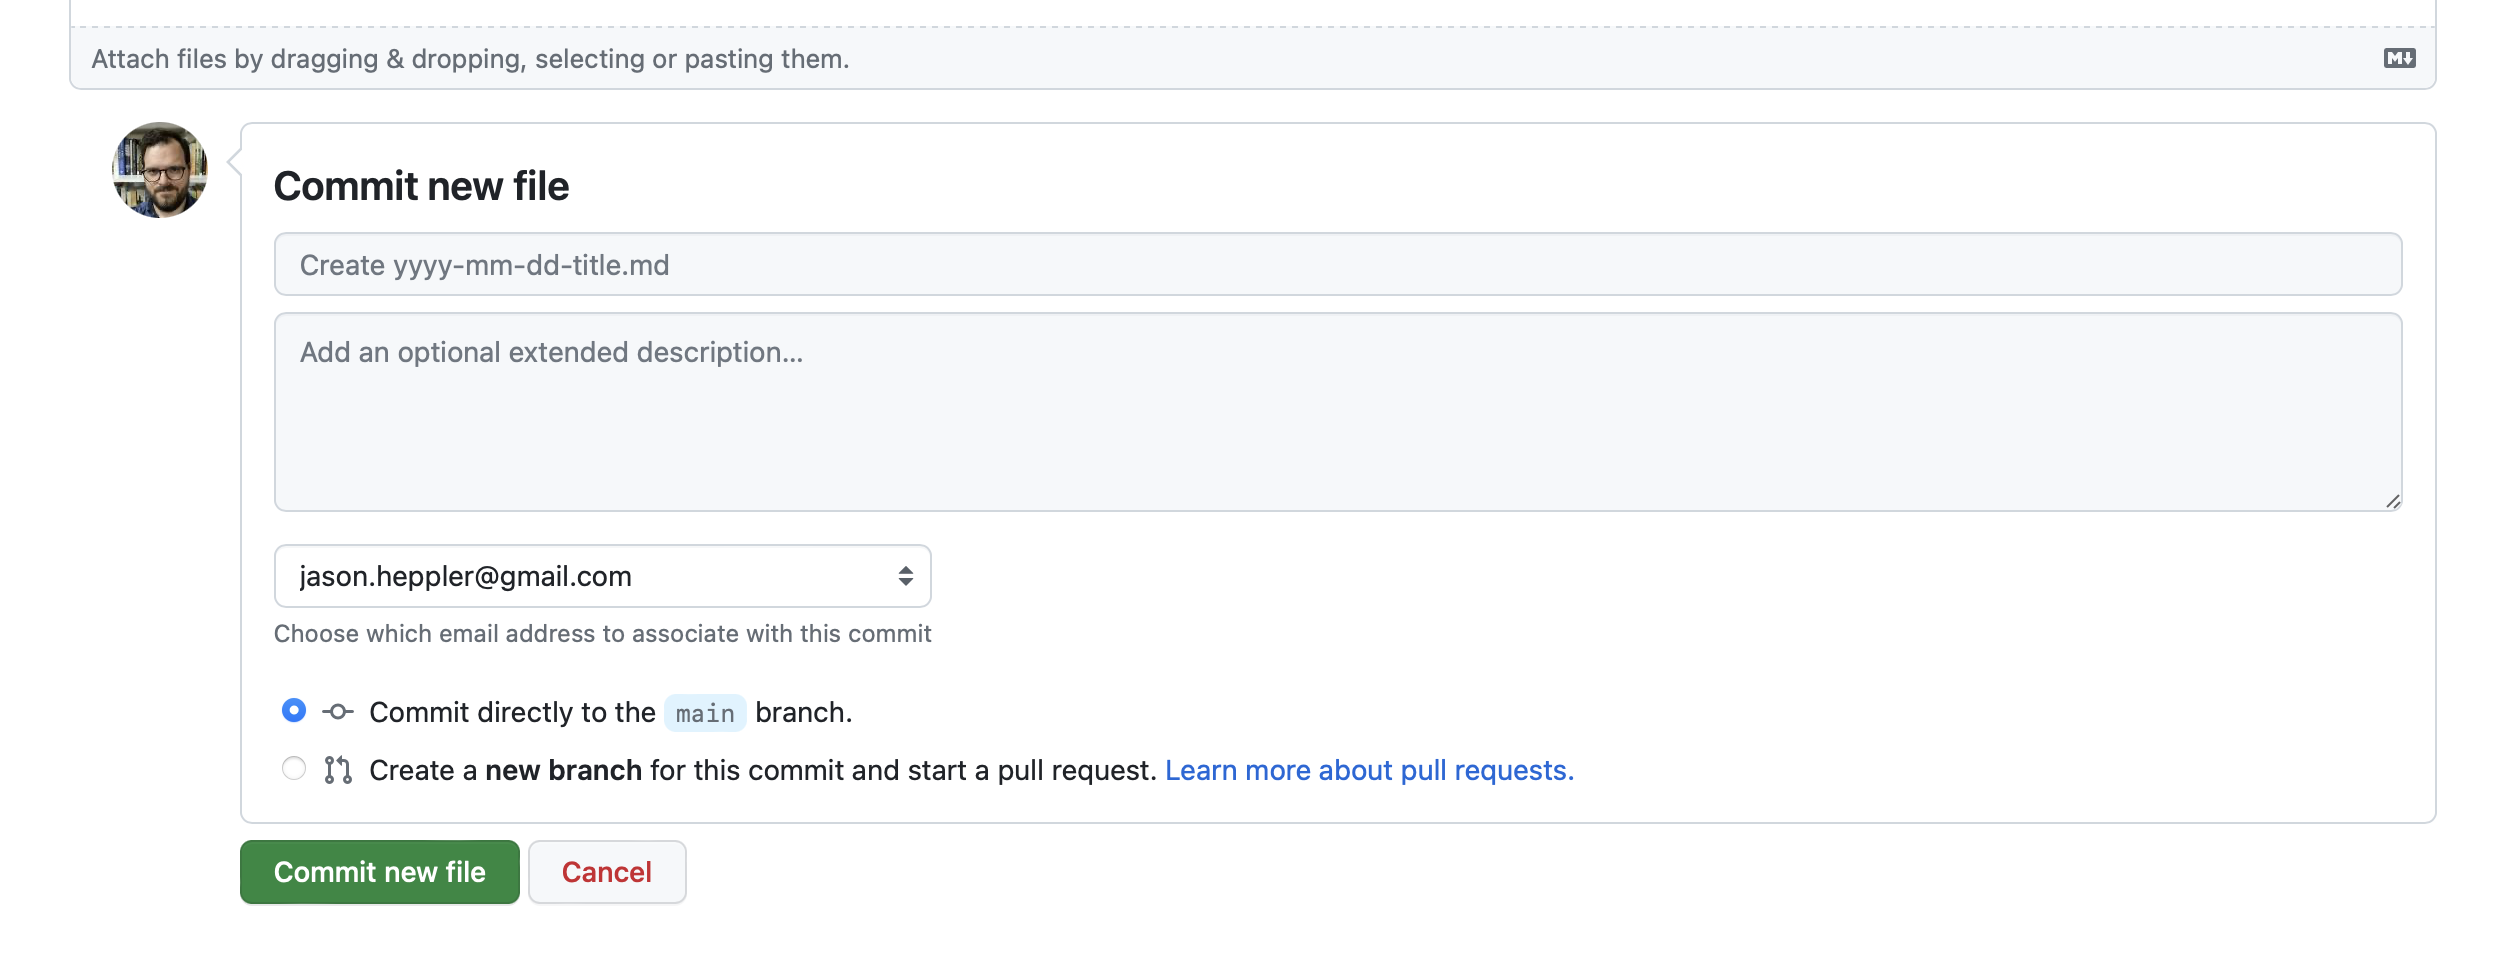 Attach files by dragging & dropping, selecting or pasting them.
M
Commit new file
Create yyyy-mm-dd-title.md
Add an optional extended description...
jason.heppler@gmail.com
Choose which email address to associate with this commit
Commit directly to the main branch.
Create a new branch for this commit and start a pull request. Learn more about pull requests.
Commit new file Cancel